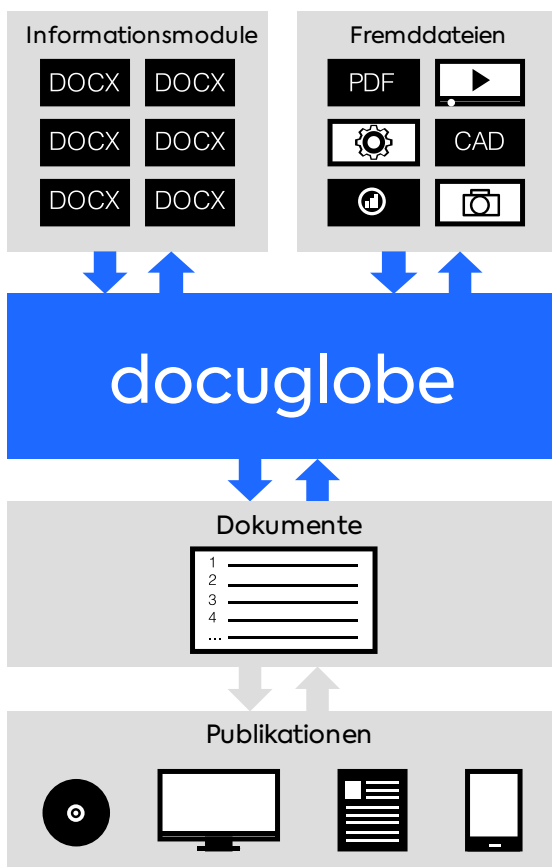 Informationsmodule
DOCX DOCX
DOCX DOCX
DOCX DOCX
Fremddateien
PDF
CAD
docuglobe
Dokumente
1
2
3
4
...
Publikationen